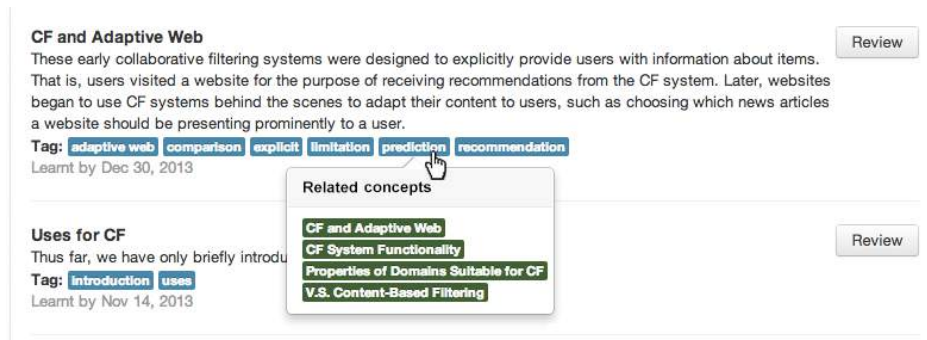 CF and Adaptive Web
Review
These early collaborative filtering systems were designed to explicitly provide users with information about items.
That is, users visited a website for the purpose of receiving recommendations from the CF system. Later, websites
began to use CF systems behind the scenes to adapt their content to users, such as choosing which news articles
a website should be presenting prominently to a user.
Tag: adaptive web comparison explicit limitation prediction recommendation
Learnt by Dec 30, 2013
Related concepts
CF and Adaptive Web
CF System Functionality
Properties of Domains Suitable for CF
V.S. Content-Based Filtering
Uses for CF
Review
Thus far, we have only briefly introdu
Tag: introduction uses
Learnt by Nov 14, 2013